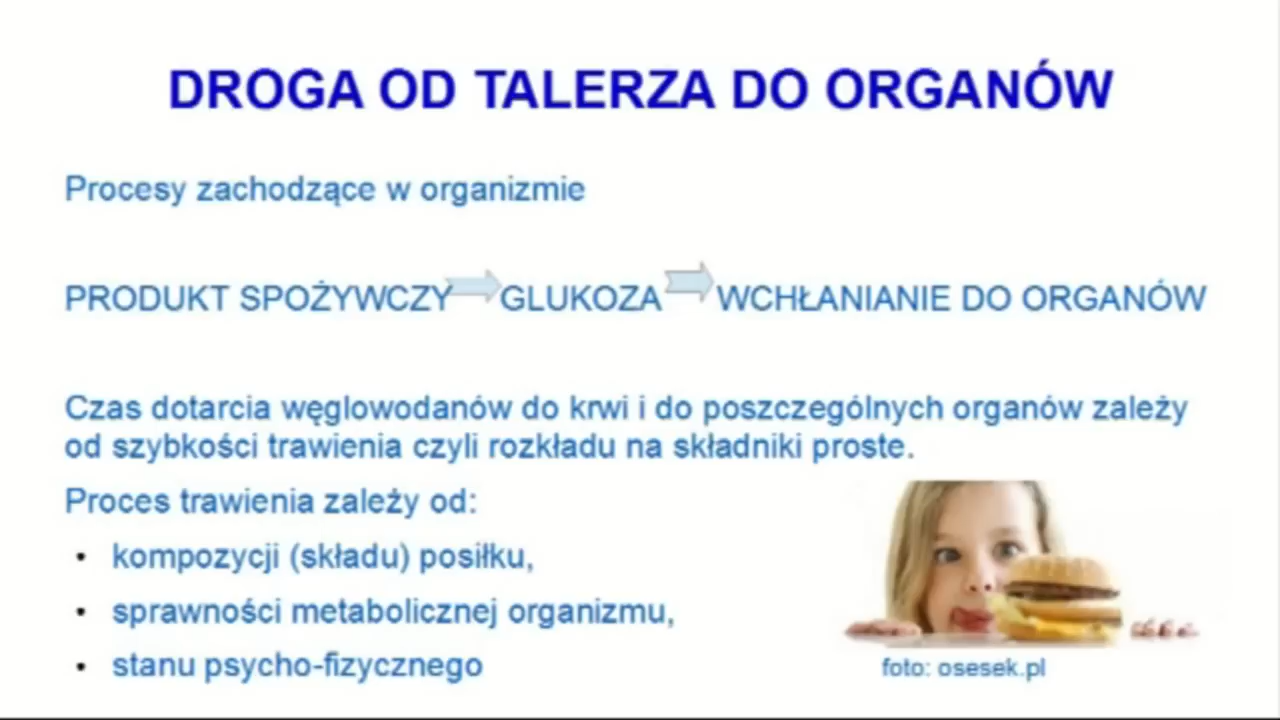 DROGA OD TALERZA DO ORGANÓW
Procesy zachodzące w organizmie
PRODUKT SPOŻYWCZY GLUKOZA WCHŁANIANIE DO ORGANÓW
Czas dotarcia węglowodanów do krwi i do poszczególnych organów zależy
od szybkości trawienia czyli rozkładu na składniki proste.
Proces trawienia zależy od:
• kompozycji (składu) posiłku,
• sprawności metabolicznej organizmu,
• stanu psycho-fizycznego
foto: osesek.pl